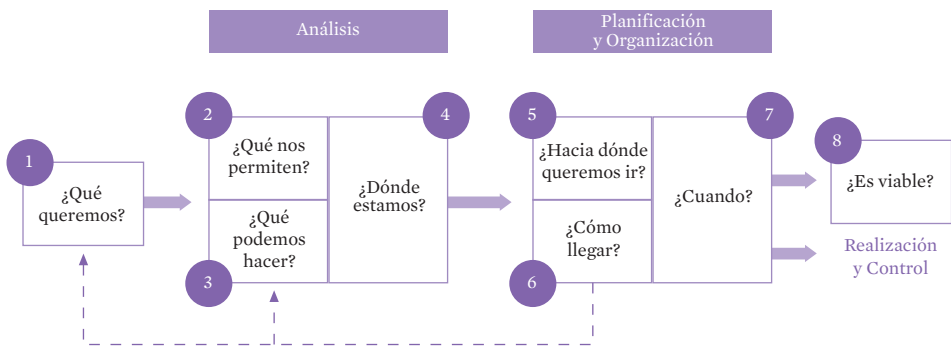 Análisis
Planificación
y Organización
1
¿Qué
queremos?
2
¿Qué nos
permiten?
3
¿Qué
podemos
hacer?
4
¿Dónde
estamos?
5
¿Hacia dónde
queremos ir?
6
¿Cómo
llegar?
7
¿Cuando?
8
¿Es viable?
Realización
y Control